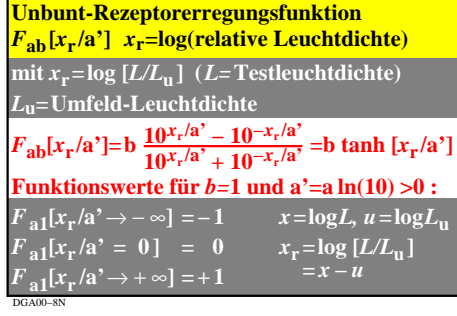 Unbunt-Rezeptorerregungsfunktion
F_ab[x_r/a’] x_r=log(relative Leuchtdichte)
mit x_r=log [L/L_u] (L=Testleuchtdichte)
L_u=Umfeld-Leuchtdichte
F_ab[x_r/a’]=b (10^{x_r/a’} − 10^{−x_r/a’})/(10^{x_r/a’} + 10^{−x_r/a’}) =b tanh [x_r/a’]
Funktionswerte für b=1 und a’=a ln(10) >0 :
F_a1[x_r/a’ → − ∞] = −1 x=logL, u=logL_u
F_a1[x_r/a’ = 0] = 0 x_r=log [L/L_u]
F_a1[x_r/a’ → + ∞] = +1 =x − u
DGA00−8N